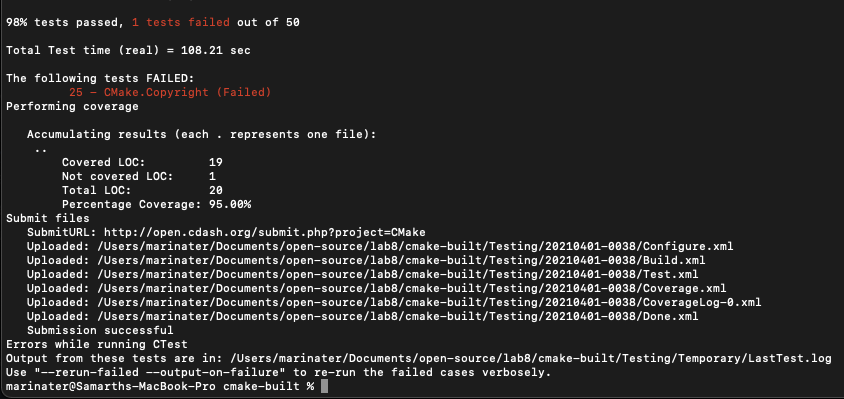 98% tests passed, 1 tests failed out of 50
Total Test time (real) = 108.21 sec
The following tests FAILED:
25 - CMake.Copyright (Failed)
Performing coverage
Accumulating results (each . represents one file):
..
Covered LOC: 19
Not covered LOC: 1
Total LOC: 20
Percentage Coverage: 95.00%
Submit files
SubmitURL: http://open.cdash.org/submit.php?project=CMake
Uploaded: /Users/marinater/Documents/open-source/lab8/cmake-built/Testing/20210401-0038/Configure.xml
Uploaded: /Users/marinater/Documents/open-source/lab8/cmake-built/Testing/20210401-0038/Build.xml
Uploaded: /Users/marinater/Documents/open-source/lab8/cmake-built/Testing/20210401-0038/Test.xml
Uploaded: /Users/marinater/Documents/open-source/lab8/cmake-built/Testing/20210401-0038/Coverage.xml
Uploaded: /Users/marinater/Documents/open-source/lab8/cmake-built/Testing/20210401-0038/CoverageLog-0.xml
Uploaded: /Users/marinater/Documents/open-source/lab8/cmake-built/Testing/20210401-0038/Done.xml
Submission successful
Errors while running CTest
Output from these tests are in: /Users/marinater/Documents/open-source/lab8/cmake-built/Testing/Temporary/LastTest.log
Use "--rerun-failed --output-on-failure" to re-run the failed cases verbosely.
marinater@Samarths-MacBook-Pro cmake-built %